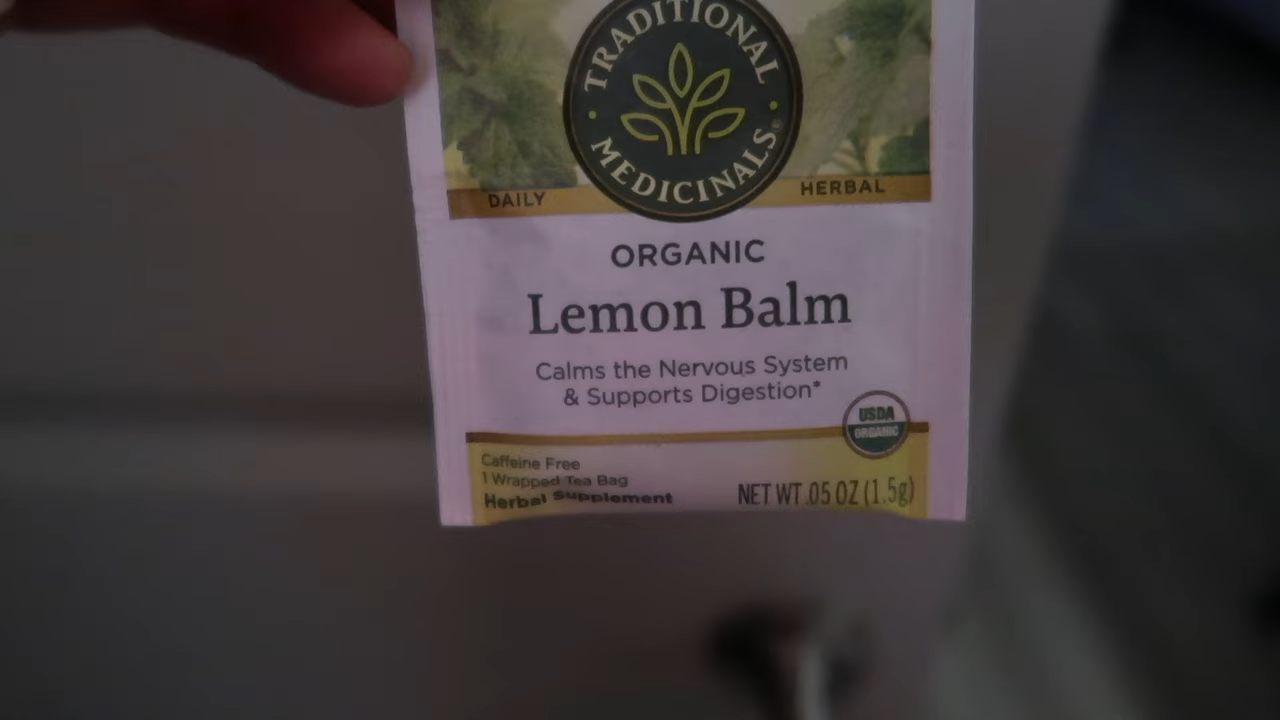 TRADITIONAL
MEDICINALS®
DAILY
HERBAL
ORGANIC
Lemon Balm
Calms the Nervous System
& Supports Digestion*
USDA
ORGANIC
Caffeine Free
1 Wrapped Tea Bag
Herbal Supplement
NET WT .05 OZ (1.5g)